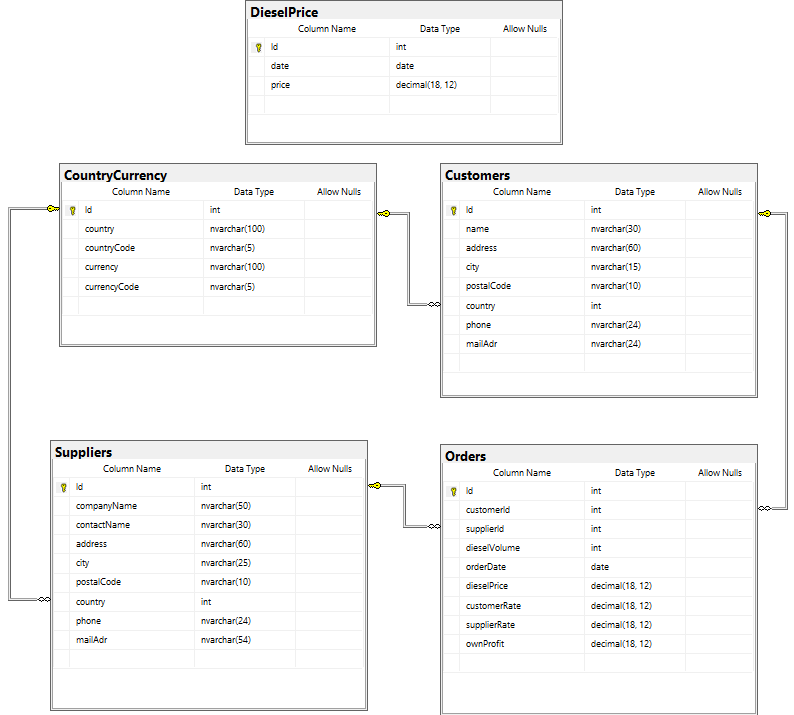 DieselPrice
Column Name Data Type Allow Nulls
Id int
date date
price decimal(18, 12)
CountryCurrency
Column Name Data Type Allow Nulls
Id int
country nvarchar(100)
countryCode nvarchar(5)
currency nvarchar(100)
currencyCode nvarchar(5)
Customers
Column Name Data Type Allow Nulls
Id int
name nvarchar(30)
address nvarchar(60)
city nvarchar(15)
postalCode nvarchar(10)
country int
phone nvarchar(24)
mailAdr nvarchar(24)
Suppliers
Column Name Data Type Allow Nulls
Id int
companyName nvarchar(50)
contactName nvarchar(30)
address nvarchar(60)
city nvarchar(25)
postalCode nvarchar(10)
country int
phone nvarchar(24)
mailAdr nvarchar(54)
Orders
Column Name Data Type Allow Nulls
Id int
customerId int
supplierId int
dieselVolume int
orderDate date
dieselPrice decimal(18, 12)
customerRate decimal(18, 12)
supplierRate decimal(18, 12)
ownProfit decimal(18, 12)